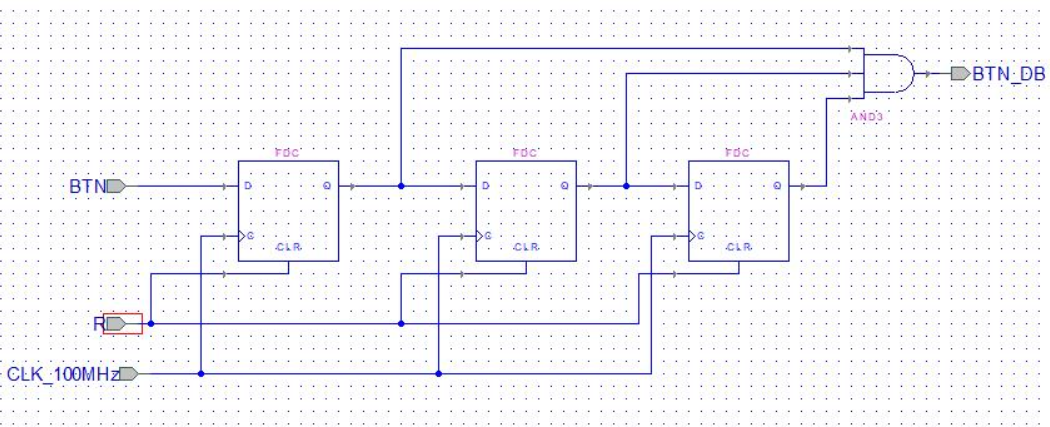 BTN_DB
AND3
FDC FDC FDC
BTN D Q D Q D Q
C C C
CLR CLR CLR
R
CLK_100MHz